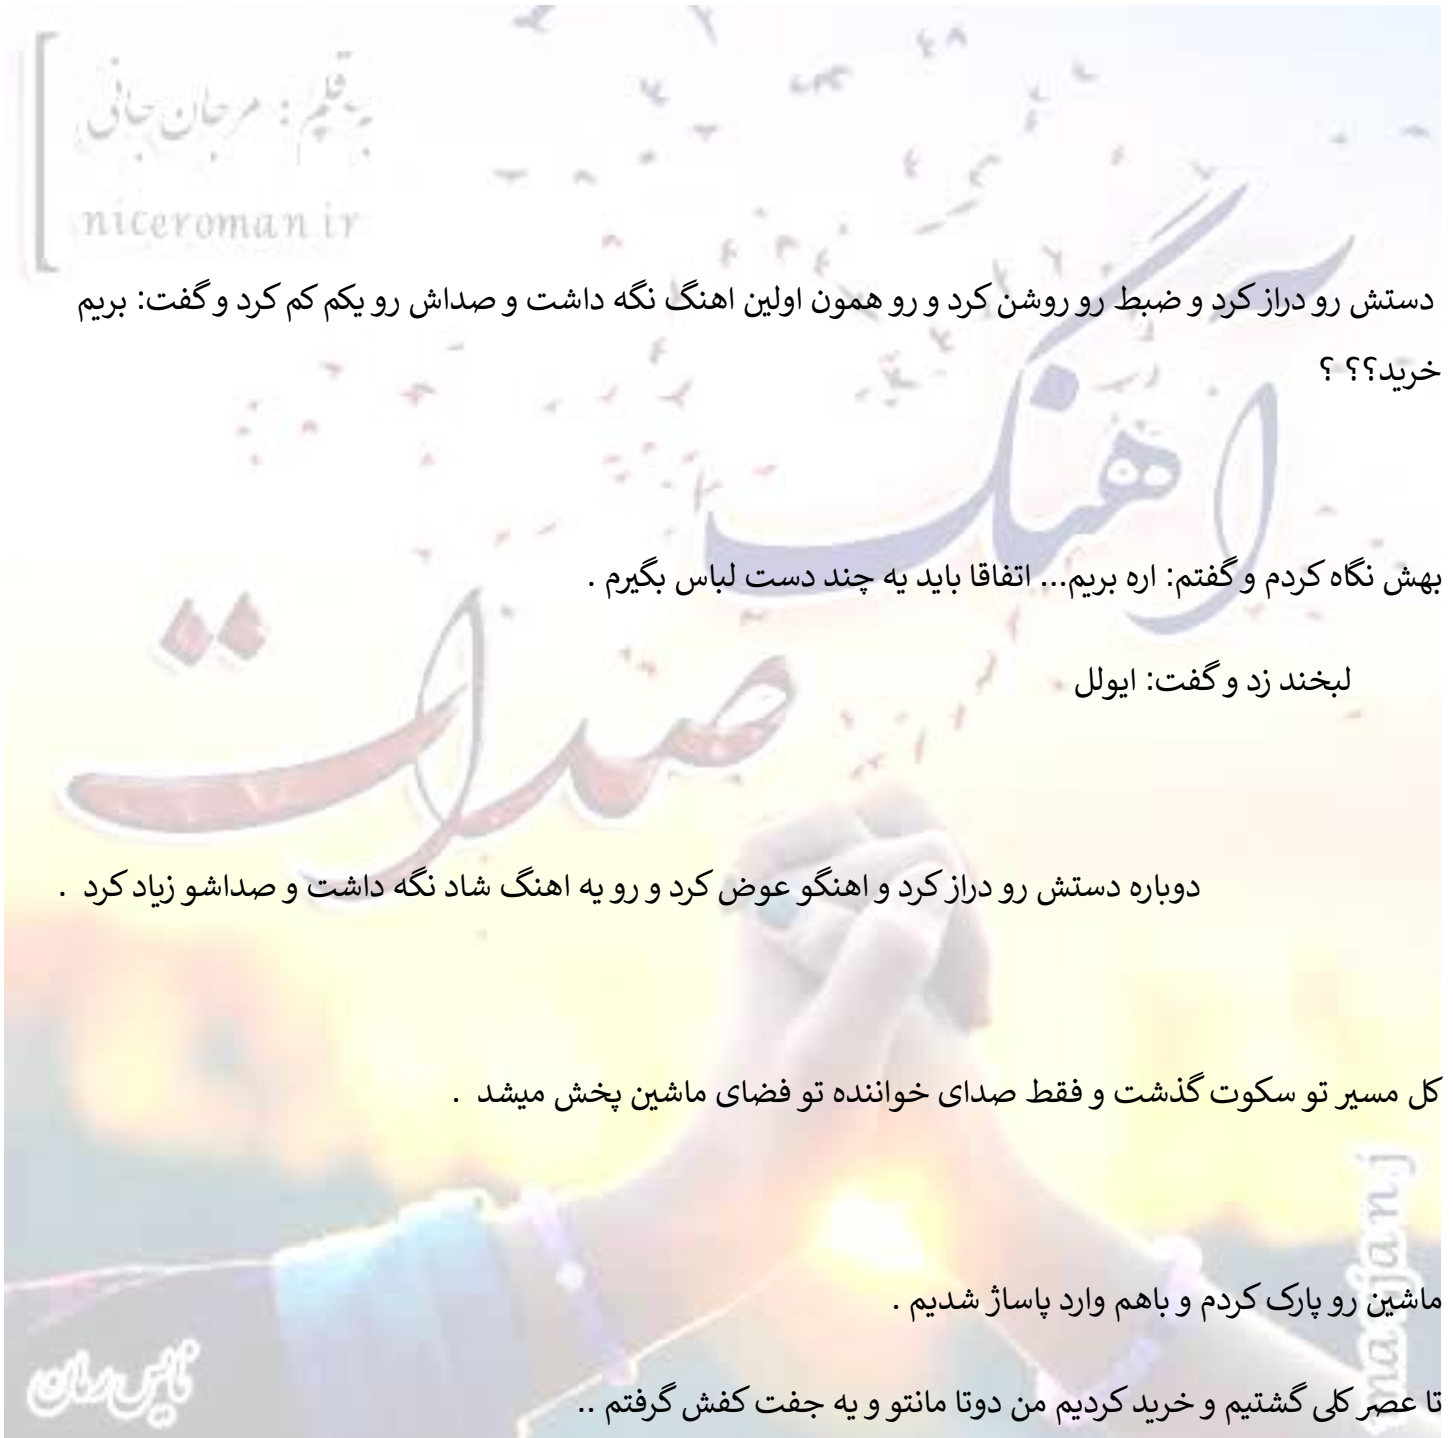 به قلم : مرجان جانی
niceroman.ir
دستش رو دراز کرد و ضبط رو روشن کرد و رو همون اولین اهنگ نگه داشت و صداش رو یکم کم کرد و گفت: بریم
خرید؟؟ ؟
آهنگ
بهش نگاه کردم و گفتم: اره بریم... اتفاقا باید یه چند دست لباس بگیرم .
صدات
لبخند زد و گفت: ایولل
دوباره دستش رو دراز کرد و اهنگو عوض کرد و رو یه اهنگ شاد نگه داشت و صداشو زیاد کرد .
کل مسیر تو سکوت گذشت و فقط صدای خواننده تو فضای ماشین پخش میشد .
marjan.j
ماشین رو پارک کردم و باهم وارد پاساژ شدیم .
نایس رمان
تا عصر کلی گشتیم و خرید کردیم من دوتا مانتو و یه جفت کفش گرفتم ..